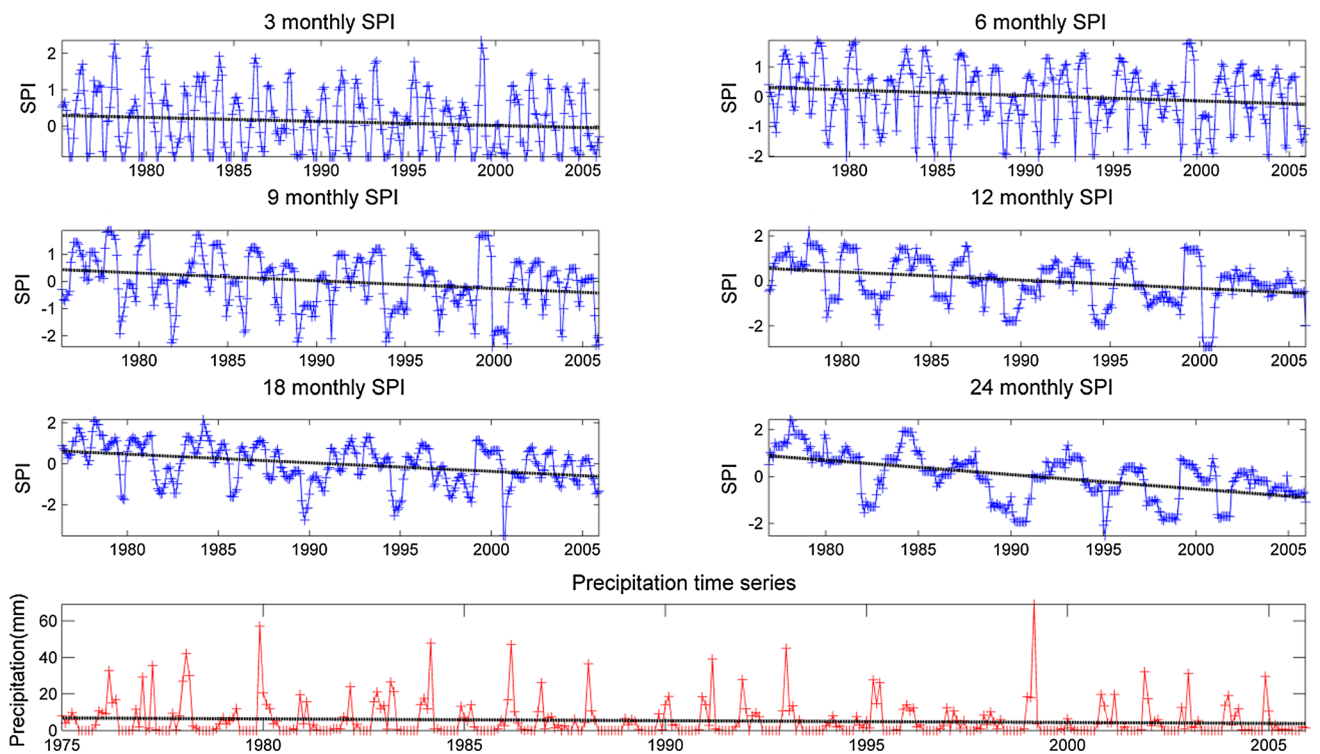 3 monthly SPI
SPI
2
1
0
1980 1985 1990 1995 2000 2005
6 monthly SPI
SPI
1
0
-1
-2
1980 1985 1990 1995 2000 2005
9 monthly SPI
SPI
1
0
-1
-2
1980 1985 1990 1995 2000 2005
12 monthly SPI
SPI
2
0
-2
1980 1985 1990 1995 2000 2005
18 monthly SPI
SPI
2
0
-2
1980 1985 1990 1995 2000 2005
24 monthly SPI
SPI
2
0
-2
1980 1985 1990 1995 2000 2005
Precipitation time series
Precipitation(mm)
60
40
20
0
1975 1980 1985 1990 1995 2000 2005